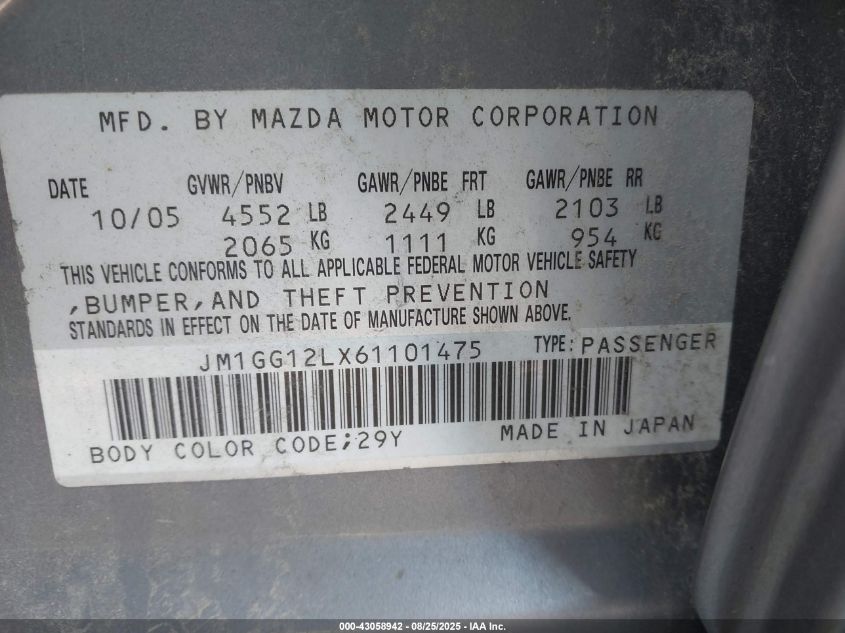 MFD. BY MAZDA MOTOR CORPORATION
DATE GVWR/PNBV GAWR/PNBE FRT GAWR/PNBE RR
10/05 4552 LB 2449 LB 2103 LB
2065 KG 1111 KG 954 KG
THIS VEHICLE CONFORMS TO ALL APPLICABLE FEDERAL MOTOR VEHICLE SAFETY
,BUMPER,AND THEFT PREVENTION
STANDARDS IN EFFECT ON THE DATE OF MANUFACTURE SHOWN ABOVE.
JM1GG12LX61101475 TYPE: PASSENGER
BODY COLOR CODE;29Y MADE IN JAPAN
000-43058942 - 08/25/2025 - IAA Inc.